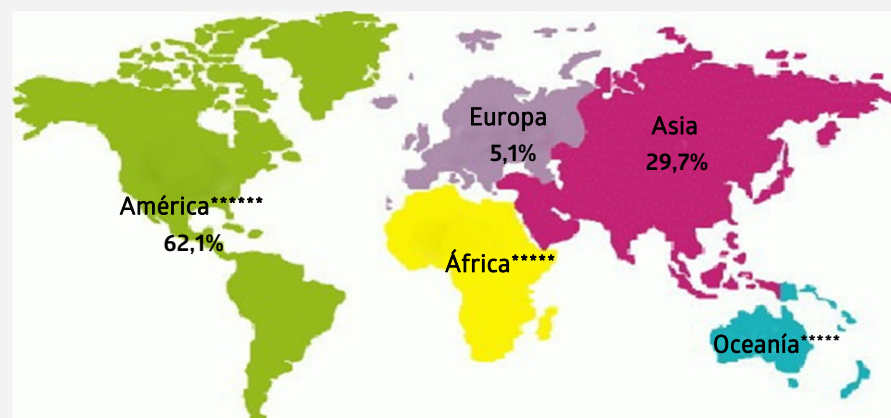 Europa
5,1%
Asia
29,7%
América******
62,1%
África*****
Oceanía*****